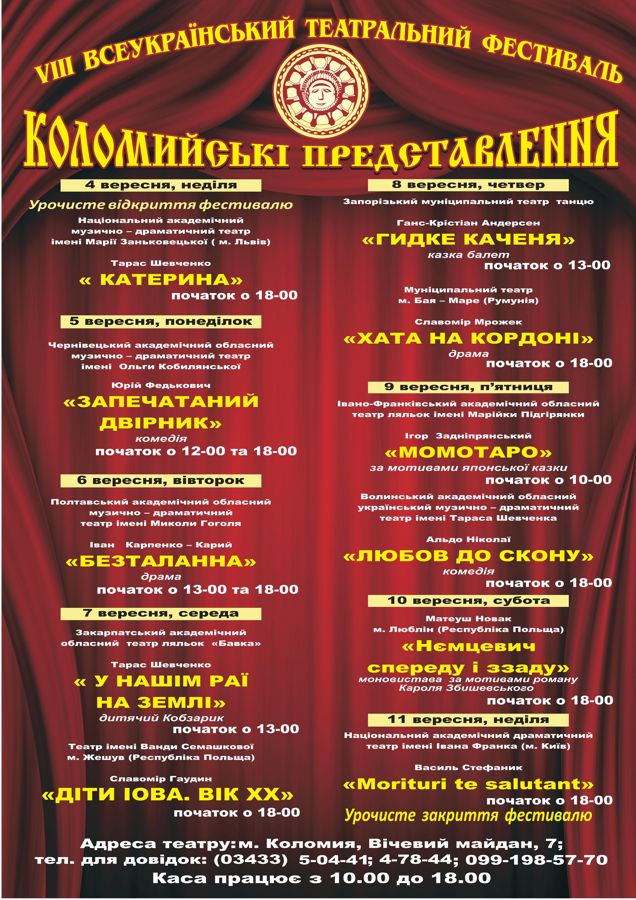 VIII ВСЕУКРАЇНСЬКИЙ ТЕАТРАЛЬНИЙ ФЕСТИВАЛЬ
КОЛОМИЙСЬКІ ПРЕДСТАВЛЕННЯ
4 вересня, неділя
Урочисте відкриття фестивалю
Національний академічний
музично – драматичний театр
імені Марії Заньковецької ( м. Львів)
Тарас Шевченко
« КАТЕРИНА»
початок о 18-00
5 вересня, понеділок
Чернівецький академічний обласний
музично – драматичний театр
імені Ольги Кобилянської
Юрій Федькович
«ЗАПЕЧАТАНИЙ
ДВІРНИК»
комедія
початок о 12-00 та 18-00
6 вересня, вівторок
Полтавський академічний обласний
музично – драматичний
театр імені Миколи Гоголя
Іван Карпенко – Карий
«БЕЗТАЛАННА»
драма
початок о 13-00 та 18-00
7 вересня, середа
Закарпатський академічний
обласний театр ляльок «Бавка»
Тарас Шевченко
« У НАШІМ РАЇ
НА ЗЕМЛІ»
дитячий Кобзарик
початок о 13-00
Театр імені Ванди Семашкової
м. Жешув (Республіка Польща)
Славомір Гаудин
«ДІТИ ІОВА. ВІК ХХ»
початок о 18-00
8 вересня, четвер
Запорізький муніципальний театр танцю
Ганс-Крістіан Андерсен
«ГИДКЕ КАЧЕНЯ»
казка балет
початок о 13-00
Муніципальний театр
м. Бая – Маре (Румунія)
Славомір Мрожек
«ХАТА НА КОРДОНІ»
драма
початок о 18-00
9 вересня, п’ятниця
Івано-Франківський академічний обласний
театр ляльок імені Марійки Підгірянки
Ігор Задніпрянський
«МОМОТАРО»
за мотивами японської казки
початок о 10-00
Волинський академічний обласний
український музично – драматичний
театр імені Тараса Шевченка
Альдо Ніколаї
«ЛЮБОВ ДО СКОНУ»
комедія
початок о 18-00
10 вересня, субота
Матеуш Новак
м. Люблін (Республіка Польща)
«Нємцевич
спереду і ззаду»
моновистава за мотивами роману
Кароля Збишевського
початок о 18-00
11 вересня, неділя
Національний академічний драматичний
театр імені Івана Франка (м. Київ)
Василь Стефаник
«Morituri te salutant»
початок о 18-00
Урочисте закриття фестивалю
Адреса театру:м. Коломия, Вічевий майдан, 7;
тел. для довідок: (03433) 5-04-41; 4-78-44; 099-198-57-70
Каса працює з 10.00 до 18.00